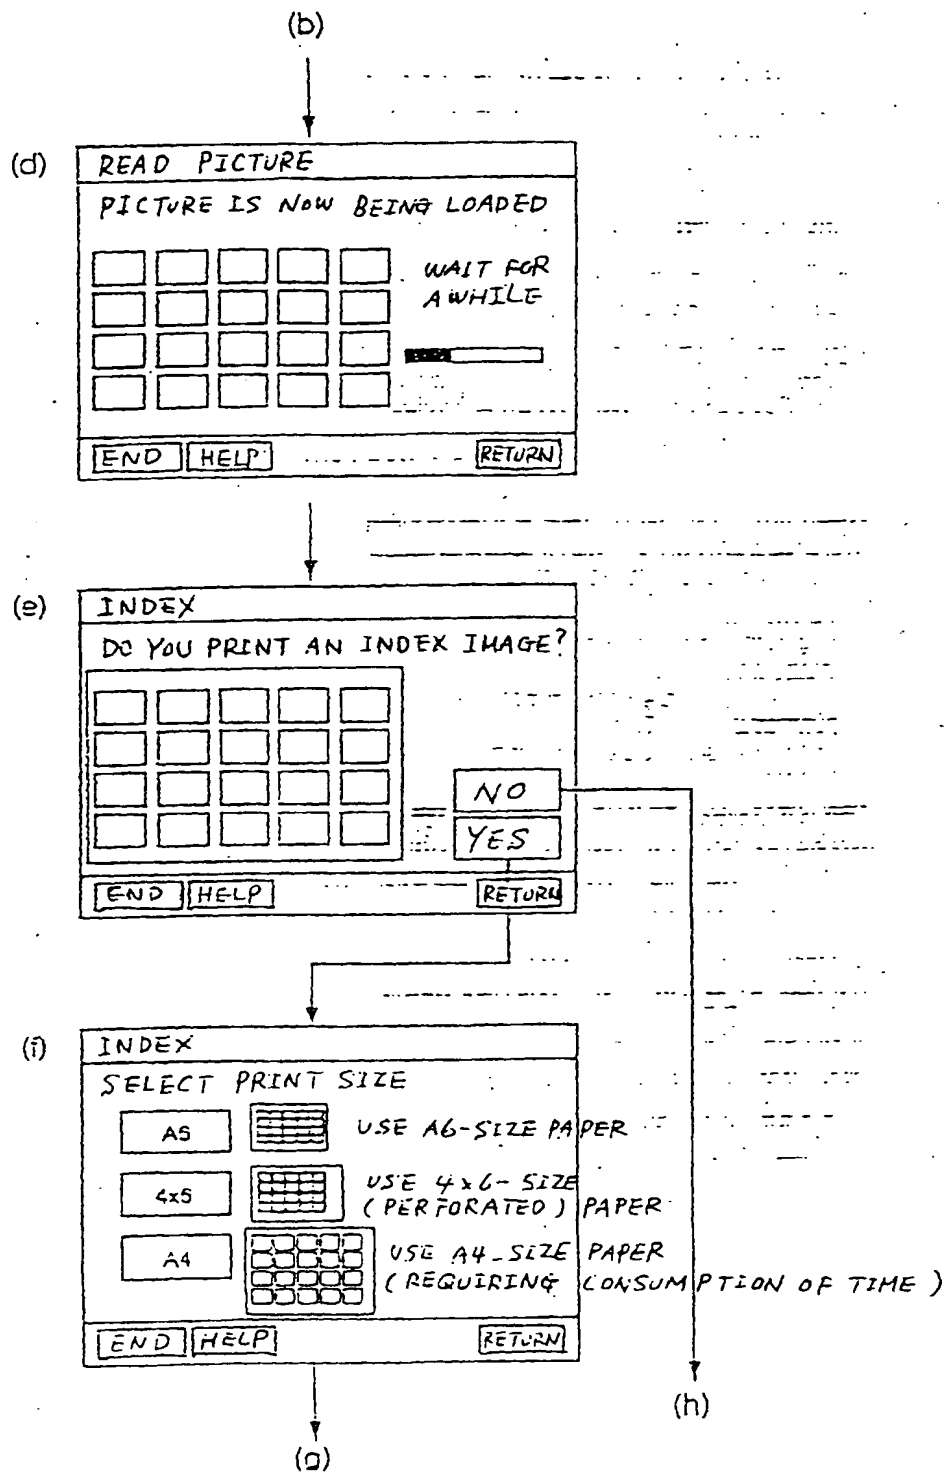 (b)
(d)
READ PICTURE
PICTURE IS NOW BEING LOADED
WAIT FOR
A WHILE
END HELP RETURN
(e)
INDEX
DO YOU PRINT AN INDEX IMAGE?
NO
YES
END HELP RETURN
INDEX
SELECT PRINT SIZE
USE A6-SIZE PAPER
4x5
USE 4x6-SIZE
(PERFORATED) PAPER
A4
USE A4-SIZE PAPER
(REQUIRING CONSUMPTION OF TIME)
END HELP RETURN
(h)